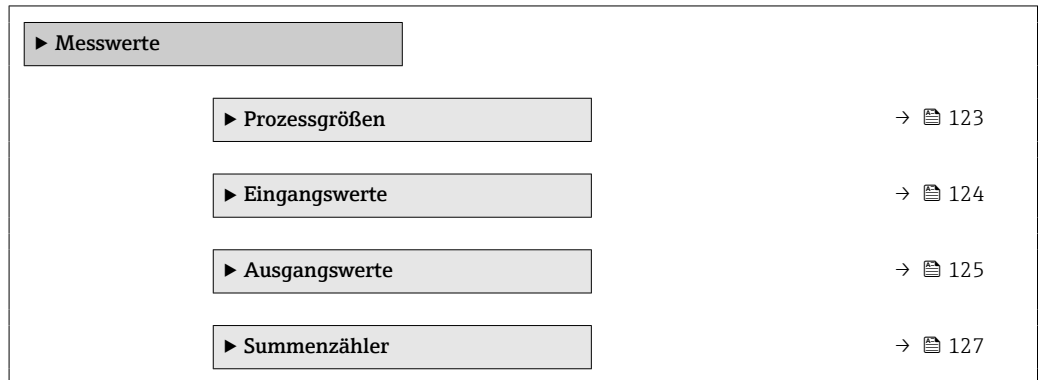 ▶ Messwerte
▶ Prozessgrößen → 🖹 123
▶ Eingangswerte → 🖹 124
▶ Ausgangswerte → 🖹 125
▶ Summenzähler → 🖹 127